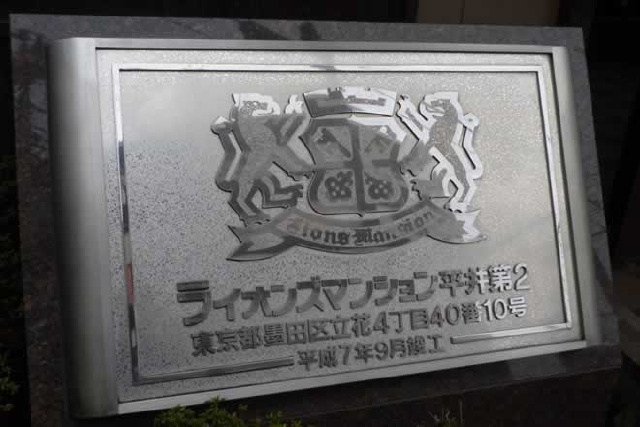 Lions Mansion
ライオンズマンション平井第2
東京都墨田区立花4丁目40番10号
平成7年9月竣工